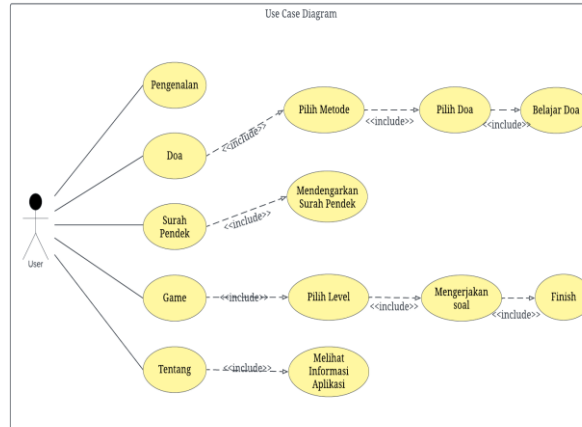 Use Case Diagram
Pengenalan
Pilih Metode
<<include>>
Pilih Doa
<<include>>
Belajar Doa
Doa
<<include>>
Mendengarkan
Surah Pendek
Surah
Pendek
<<include>>
User
Game
<<include>>
Pilih Level
<<include>>
Mengerjakan
soal
<<include>>
Finish
Tentang
<<include>>
Melihat
Informasi
Aplikasi